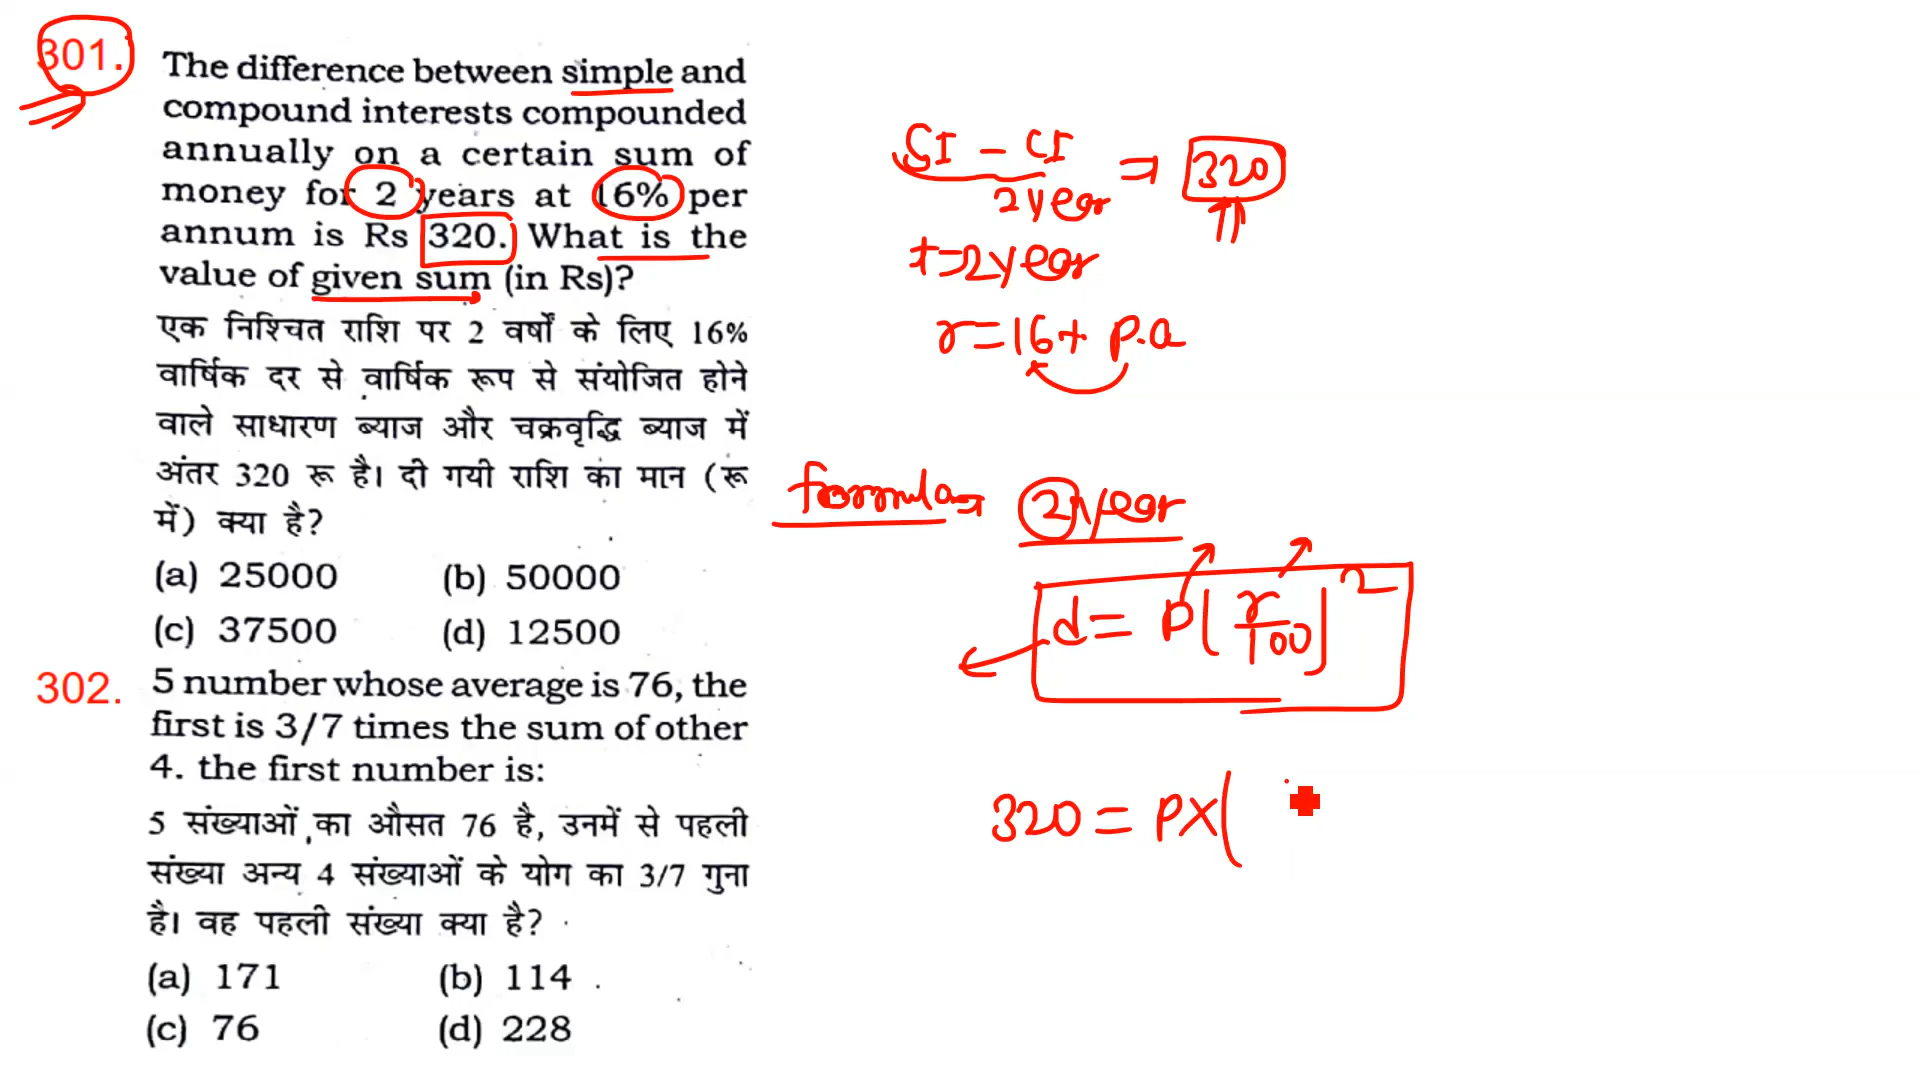 301.
The difference between simple and
compound interests compounded
annually on a certain sum of
money for 2 years at 16% per
annum is Rs 320. What is the
value of given sum (in Rs)?
एक निश्चित राशि पर 2 वर्षों के लिए 16%
वार्षिक दर से वार्षिक रूप से संयोजित होने
वाले साधारण ब्याज और चक्रवृद्धि ब्याज में
अंतर 320 रू है। दी गयी राशि का मान (रू
में) क्या है?
(a) 25000 (b) 50000
(c) 37500 (d) 12500
302. 5 number whose average is 76, the
first is 3/7 times the sum of other
4. the first number is:
5 संख्याओं का औसत 76 है, उनमें से पहली
संख्या अन्य 4 संख्याओं के योग का 3/7 गुना
है। वह पहली संख्या क्या है?
(a) 171 (b) 114
(c) 76 (d) 228
SI - CI ⇒ 320
2 year
t=2year
r=16% p.a
formula⇒ 2 year
d = P(r/100)²
320 = PX(